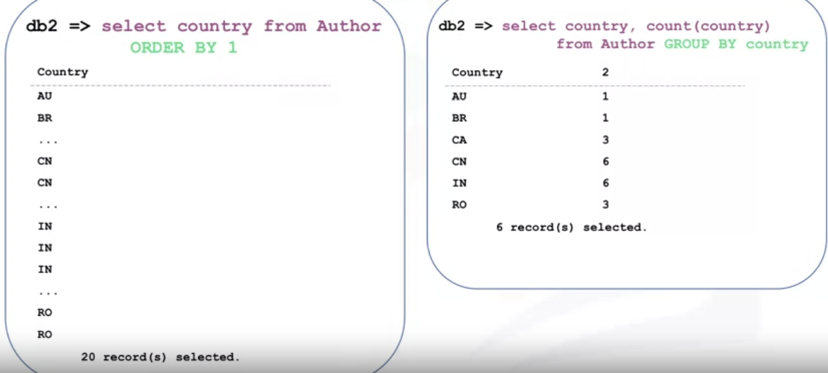 db2 => select country from Author
ORDER BY 1
Country
AU
BR
...
CN
CN
...
IN
IN
IN
...
RO
RO
20 record(s) selected.
db2 => select country, count(country)
from Author GROUP BY country
Country 2
AU 1
BR 1
CA 3
CN 6
IN 6
RO 3
6 record(s) selected.